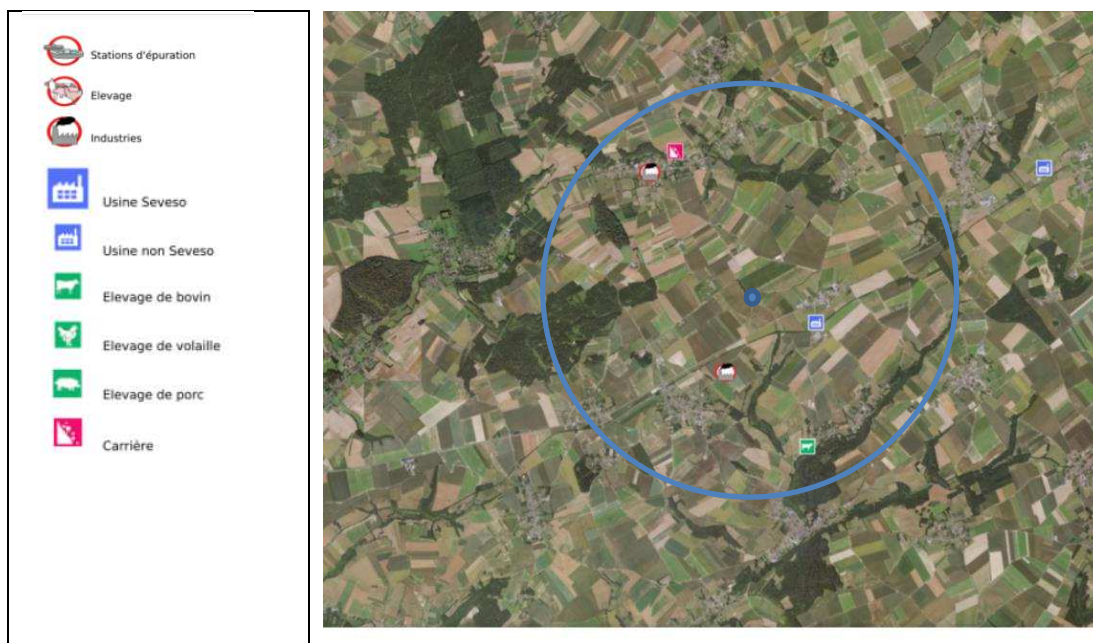 Stations d'épuration
Elevage
Industries
Usine Seveso
Usine non Seveso
Elevage de bovin
Elevage de volaille
Elevage de porc
Carrière